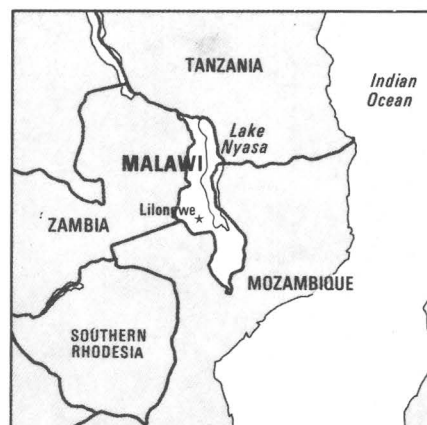 TANZANIA
Indian
Ocean
Lake
Nyasa
MALAWI
Lilongwe
ZAMBIA
MOZAMBIQUE
SOUTHERN
RHODESIA